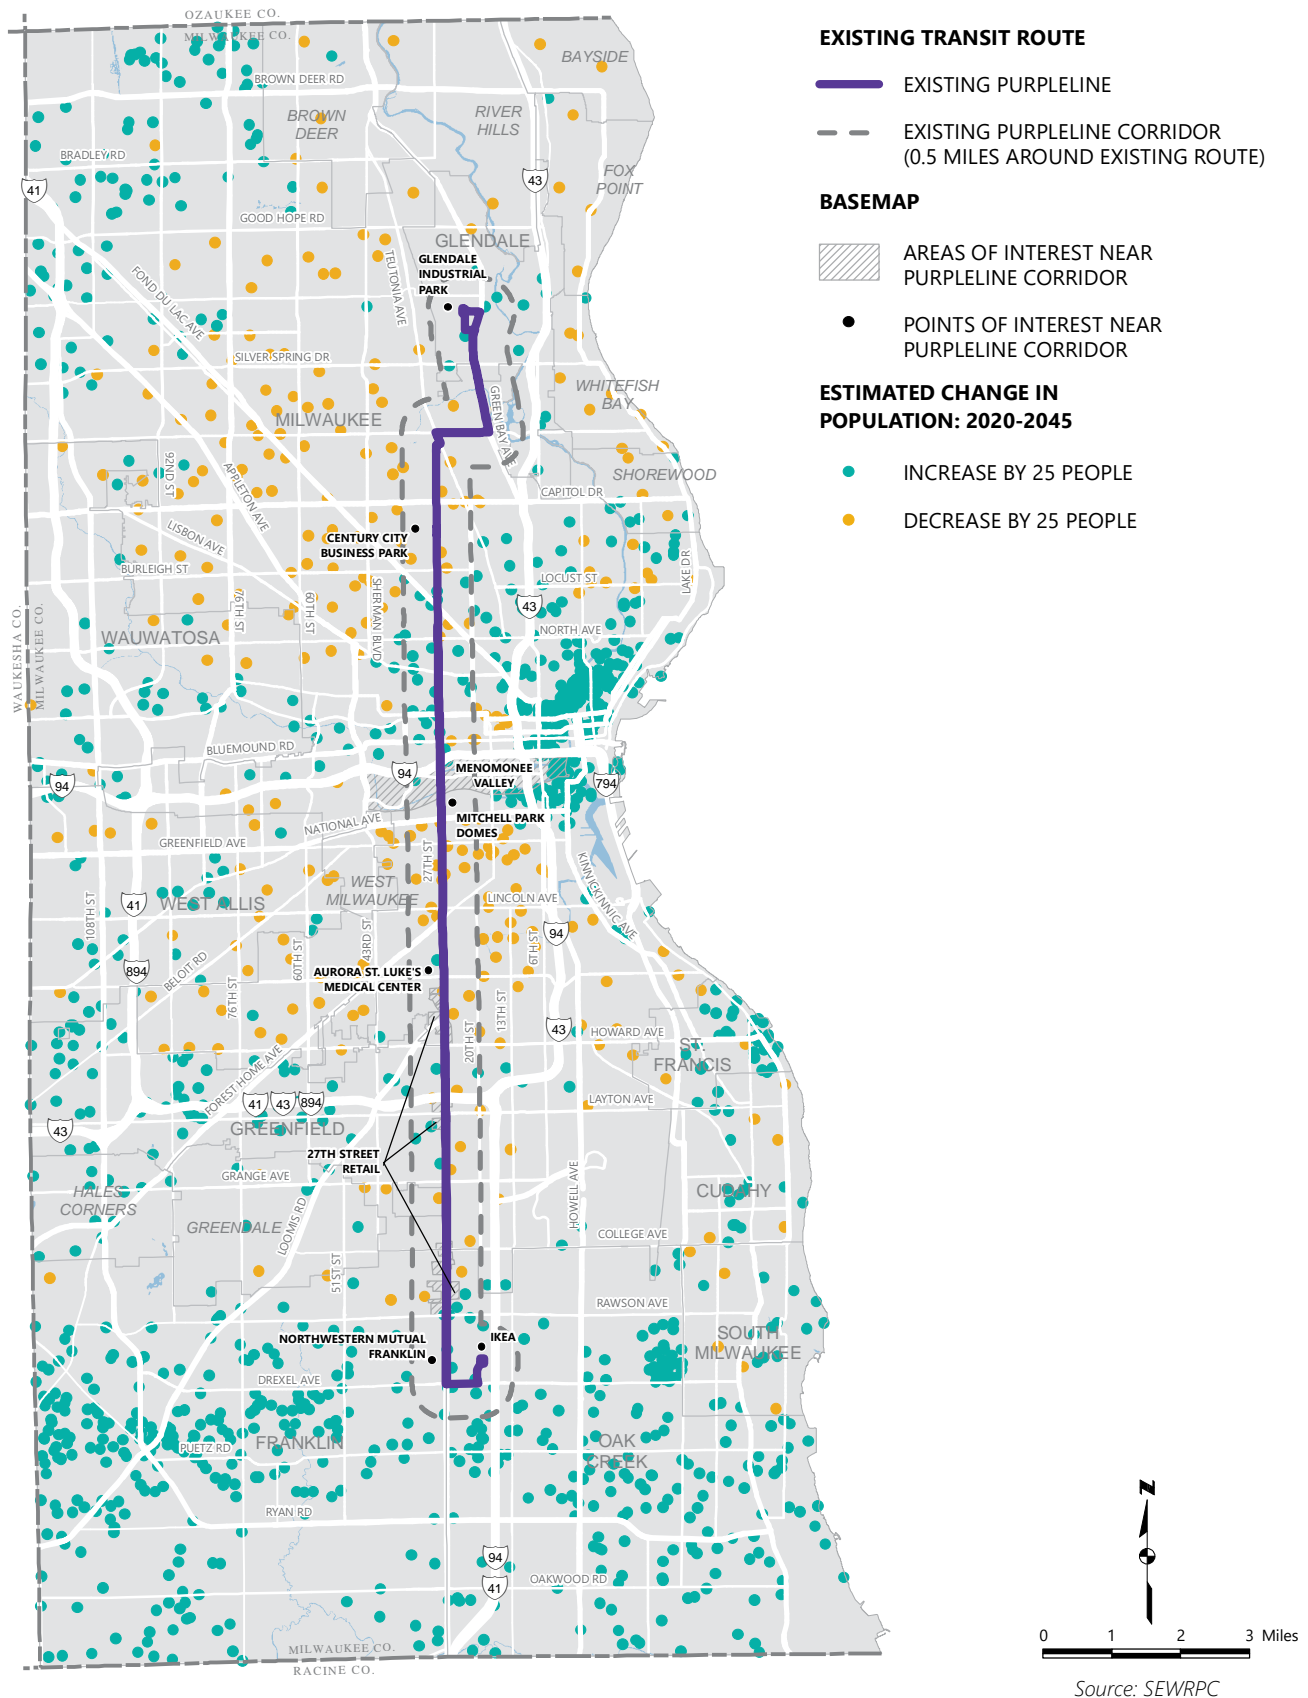 OZAUKEE CO.
MILWAUKEE CO.
BAYSIDE
BROWN DEER RD
BROWN
DEER
RIVER
HILLS
BRADLEY RD
FOX
POINT
41
43
GOOD HOPE RD
GLENDALE
TEUTONIA AVE
GLENDALE
INDUSTRIAL
PARK
FOND DU LAC AVE
SILVER SPRING DR
WHITEFISH
BAY
GREEN BAY AVE
MILWAUKEE
92ND ST
APPLETON AVE
SHOREWOOD
CAPITOL DR
LISBON AVE
CENTURY CITY
BUSINESS PARK
BURLEIGH ST
LOCUST ST
LAKE DR
76TH ST
60TH ST
SHERMAN BLVD
43
WAUKESHA CO.
MILWAUKEE CO.
WAUWATOSA
NORTH AVE
BLUEMOUND RD
94
94
MENOMONEE
VALLEY
794
MITCHELL PARK
DOMES
NATIONAL AVE
GREENFIELD AVE
27TH ST
KINNICKINNIC AVE
WEST
MILWAUKEE
41
108TH ST
WEST ALLIS
LINCOLN AVE
94
6TH ST
43RD ST
60TH ST
BELOIT RD
894
76TH ST
AURORA ST. LUKE'S
MEDICAL CENTER
13TH ST
20TH ST
43
HOWARD AVE
ST.
FRANCIS
FOREST HOME AVE
41
43
894
LAYTON AVE
43
GREENFIELD
27TH STREET
RETAIL
GRANGE AVE
HALES
CORNERS
GREENDALE
LOOMIS RD
HOWELL AVE
CUDAHY
COLLEGE AVE
51ST ST
RAWSON AVE
SOUTH
MILWAUKEE
NORTHWESTERN MUTUAL
FRANKLIN
IKEA
DREXEL AVE
PUETZ RD
FRANKLIN
OAK
CREEK
RYAN RD
94
41
OAKWOOD RD
MILWAUKEE CO.
RACINE CO.
EXISTING TRANSIT ROUTE
EXISTING PURPLELINE
EXISTING PURPLELINE CORRIDOR
(0.5 MILES AROUND EXISTING ROUTE)
BASEMAP
AREAS OF INTEREST NEAR
PURPLELINE CORRIDOR
POINTS OF INTEREST NEAR
PURPLELINE CORRIDOR
ESTIMATED CHANGE IN
POPULATION: 2020-2045
INCREASE BY 25 PEOPLE
DECREASE BY 25 PEOPLE
N
0 1 2 3 Miles
Source: SEWRPC